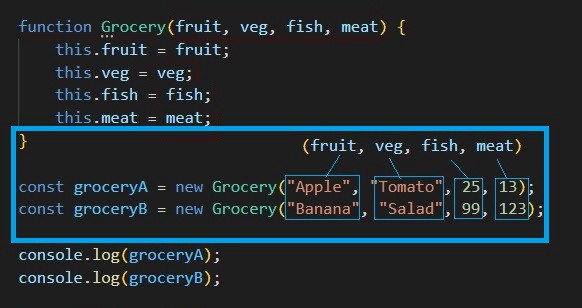 function Grocery(fruit, veg, fish, meat) {
    this.fruit = fruit;
    this.veg = veg;
    this.fish = fish;
    this.meat = meat;
}
(fruit, veg, fish, meat)
const groceryA = new Grocery("Apple", "Tomato", 25, 13);
const groceryB = new Grocery("Banana", "Salad", 99, 123);
console.log(groceryA);
console.log(groceryB);